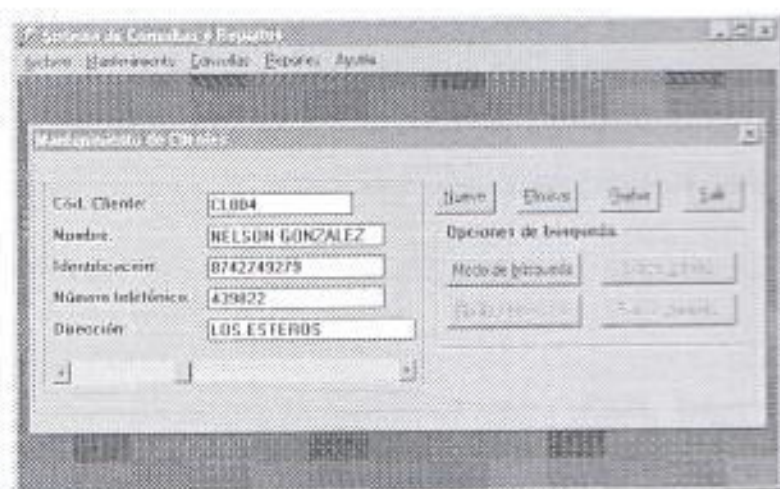 Sistema de Consultas y Reportes
Archivo Mantenimiento Consultas Reportes Ayuda
Mantenimiento de Clientes
Cód. Cliente: CL004
Nombre: NELSON GONZALEZ
Identificación: 0742749279
Número telefónico: 439822
Dirección: LOS ESTEROS
Nuevo Eliminar Grabar Salir
Opciones de búsqueda
Modo de búsqueda